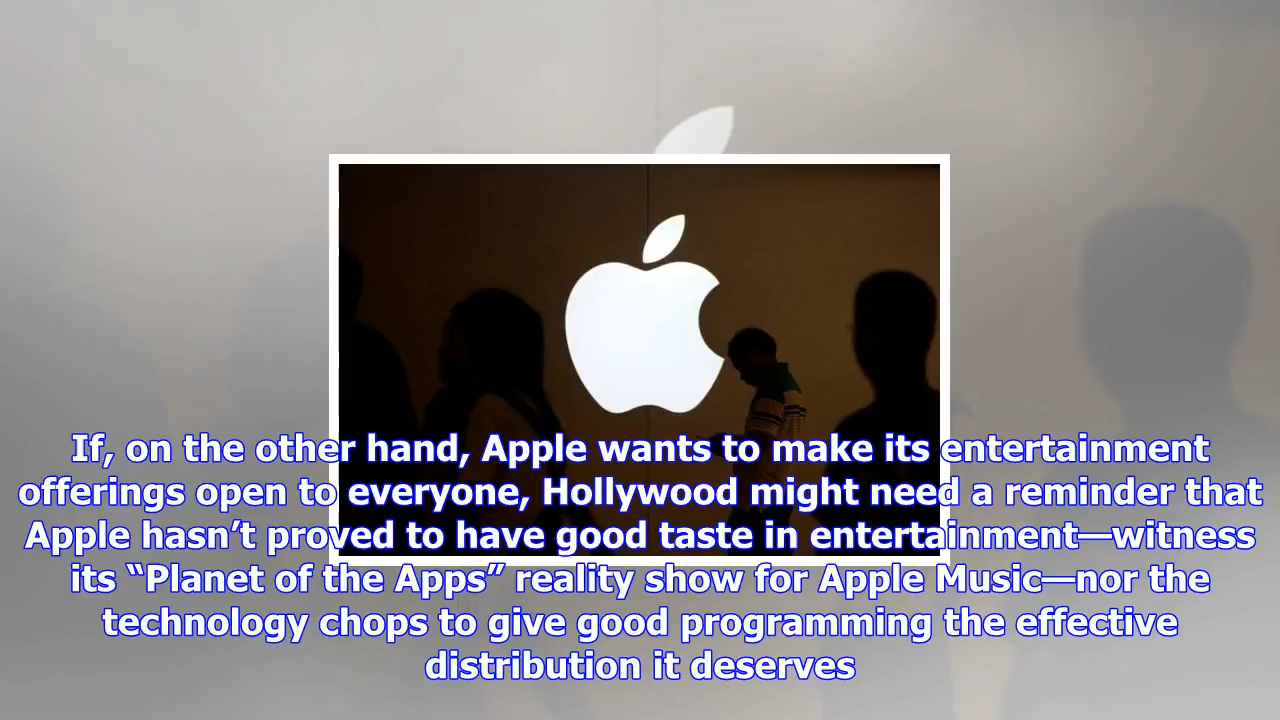 If, on the other hand, Apple wants to make its entertainment
offerings open to everyone, Hollywood might need a reminder that
Apple hasn’t proved to have good taste in entertainment—witness
its “Planet of the Apps” reality show for Apple Music—nor the
technology chops to give good programming the effective
distribution it deserves